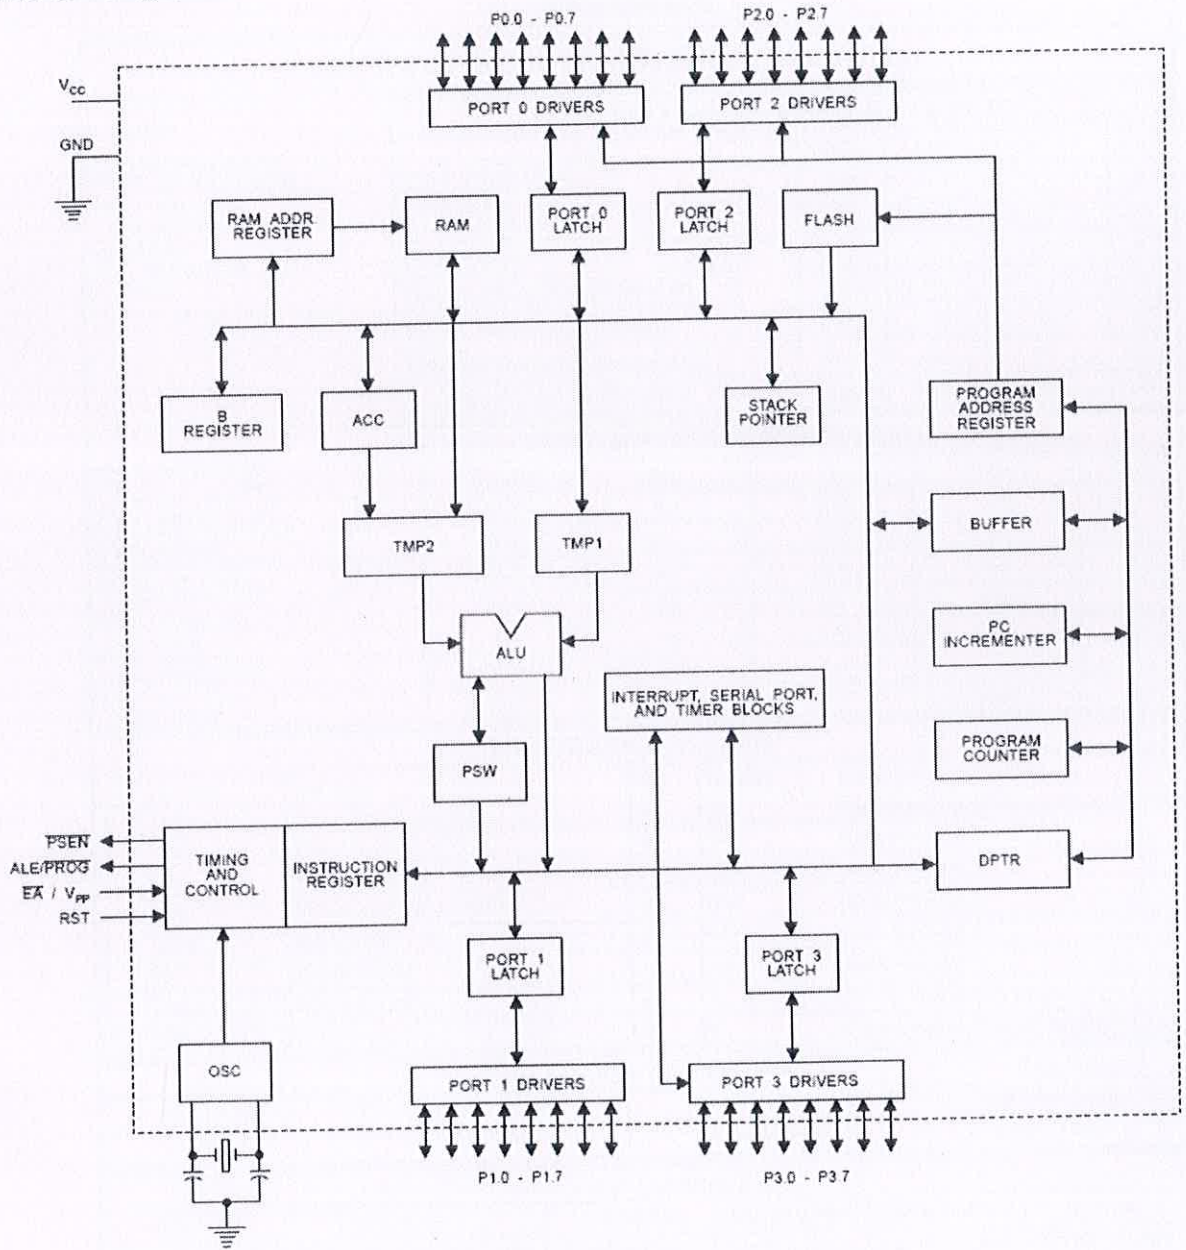 P0.0 - P0.7
P2.0 - P2.7
VCC
PORT 0 DRIVERS
PORT 2 DRIVERS
GND
RAM ADDR.
REGISTER
RAM
PORT 0
LATCH
PORT 2
LATCH
FLASH
B
REGISTER
ACC
STACK
POINTER
PROGRAM
ADDRESS
REGISTER
TMP2
TMP1
BUFFER
ALU
PC
INCREMENTER
INTERRUPT, SERIAL PORT,
AND TIMER BLOCKS
PSW
PROGRAM
COUNTER
PSEN
ALE/PROG
EA / VPP
RST
TIMING
AND
CONTROL
INSTRUCTION
REGISTER
DPTR
PORT 1
LATCH
PORT 3
LATCH
OSC
PORT 1 DRIVERS
PORT 3 DRIVERS
P1.0 - P1.7
P3.0 - P3.7